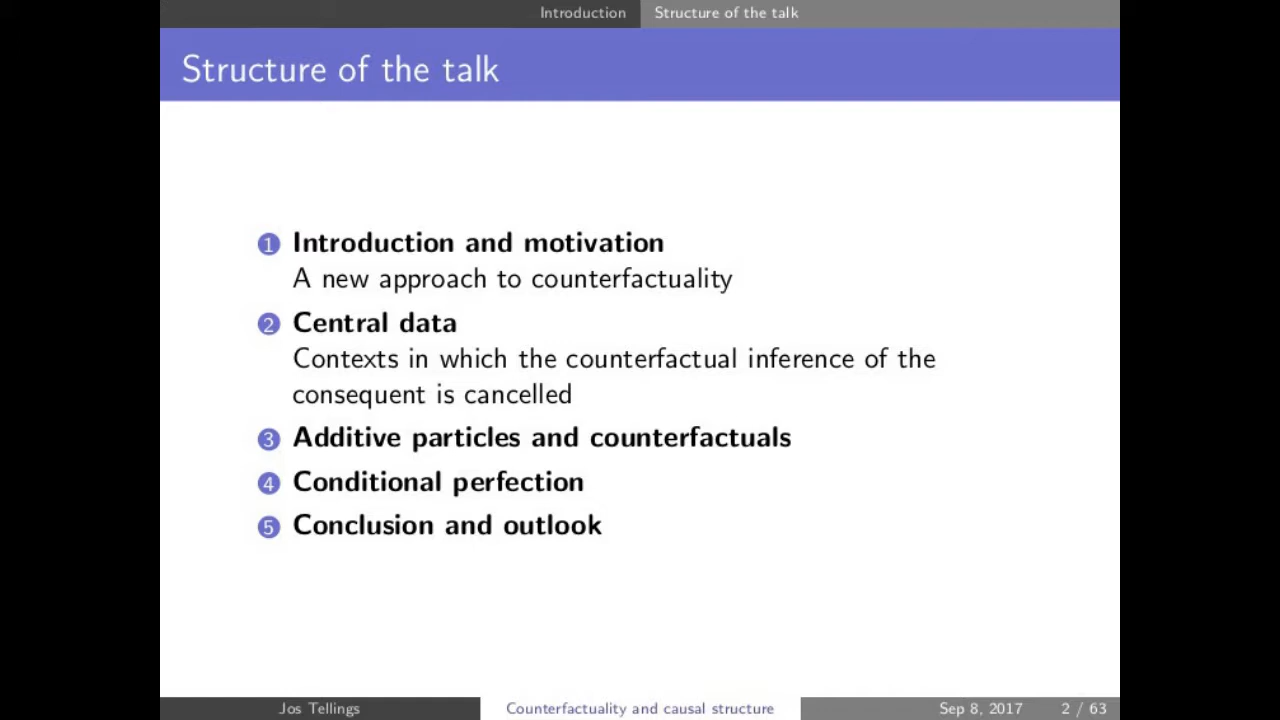 Introduction Structure of the talk
Structure of the talk
1 Introduction and motivation
A new approach to counterfactuality
2 Central data
Contexts in which the counterfactual inference of the
consequent is cancelled
3 Additive particles and counterfactuals
4 Conditional perfection
5 Conclusion and outlook
Jos Tellings Counterfactuality and causal structure Sep 8, 2017 2 / 63